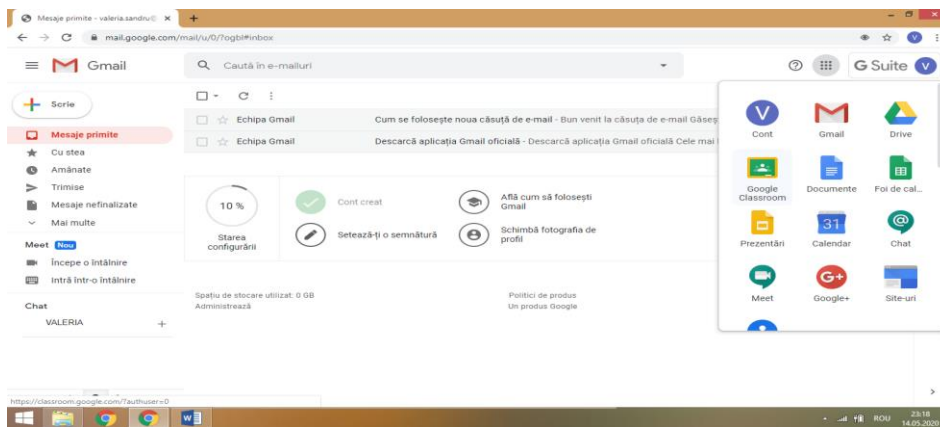 Mesaje primite - valeria.sandru
mail.google.com/mail/u/0/?ogbl#inbox
V
Gmail
Caută în e-mailuri
G Suite
V
Scrie
Mesaje primite
Cu stea
Amânate
Trimise
Mesaje nefinalizate
Mai multe
Meet Nou
Începe o întâlnire
Intră într-o întâlnire
Chat
VALERIA
Echipa Gmail Cum se folosește noua căsuță de e-mail - Bun venit la căsuța de e-mail
Echipa Gmail Descarcă aplicația Gmail oficială - Descarcă aplicația Gmail oficială Cele mai
10 %
Starea
configurării
Cont creat
Setează-ți o semnătură
Află cum să folosești
Gmail
Schimbă fotografia de
profil
Spațiu de stocare utilizat: 0 GB
Administrează
Politici de produs
Un produs Google
V
Cont
Gmail
Drive
Google
Classroom
Documente
Foi de cal...
Prezentări
31
Calendar
Chat
Meet
G+
Google+
Site-uri
https://classroom.google.com/?authuser=0
W
ROU
23:18
14.05.2020